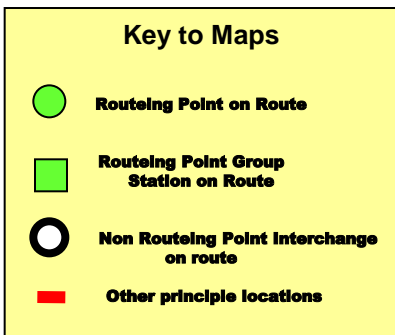 Key to Maps
Routeing Point on Route
Routeing Point Group
Station on Route
Non Routeing Point Interchange
on route
Other principle locations